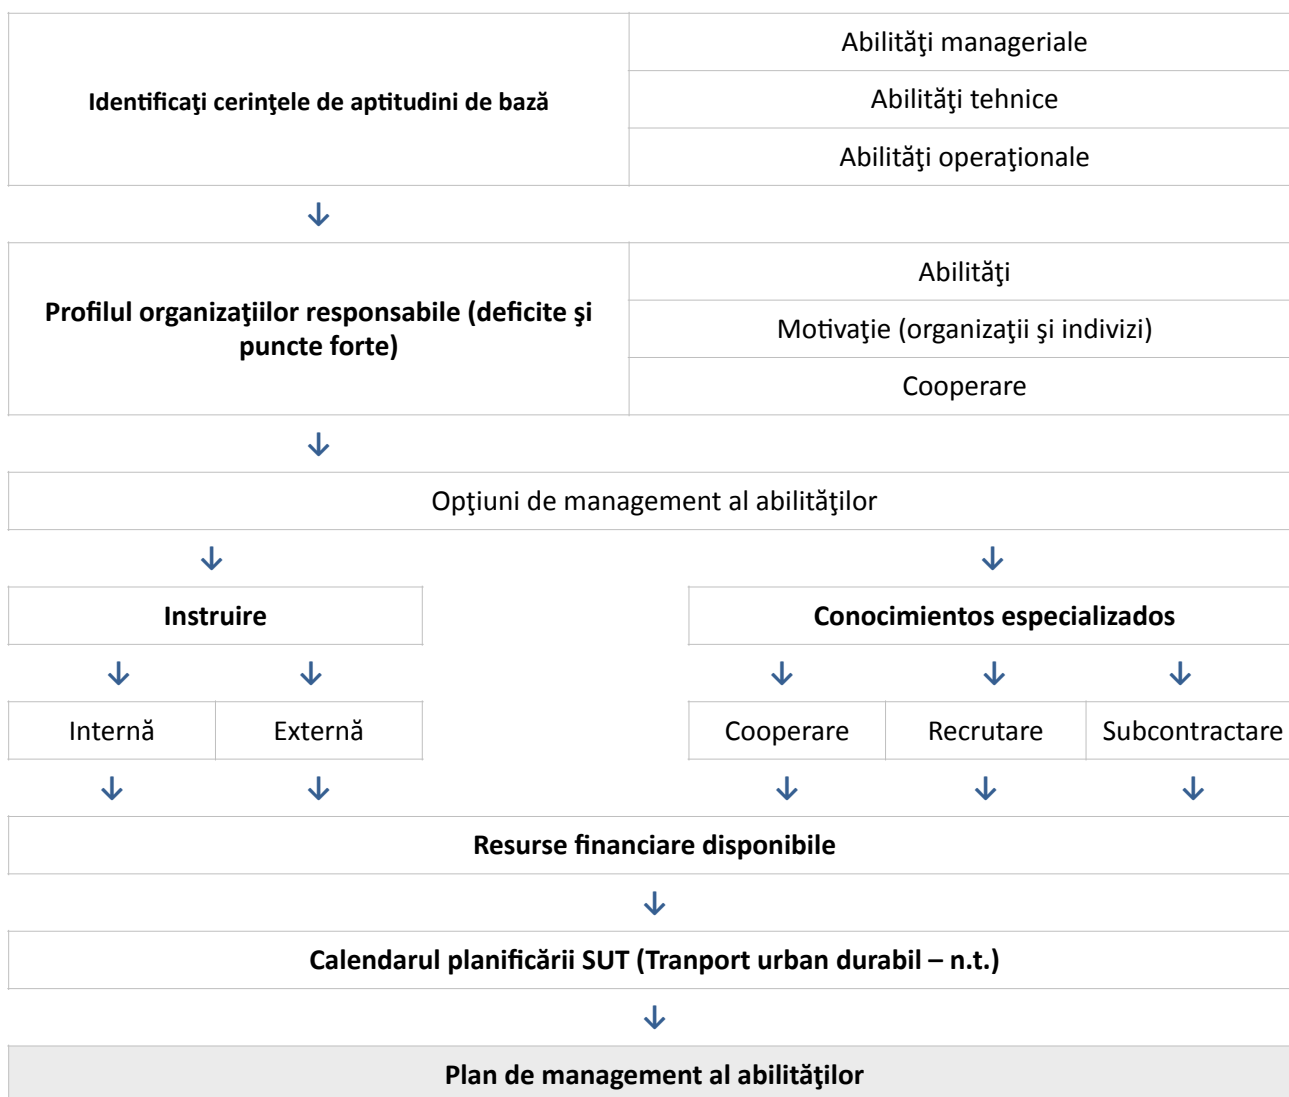 Identificaţi cerinţele de aptitudini de bază
Abilităţi manageriale
Abilităţi tehnice
Abilităţi operaţionale
↓
Profilul organizaţiilor responsabile (deficite şi
puncte forte)
Abilităţi
Motivaţie (organizaţii şi indivizi)
Cooperare
↓
Opţiuni de management al abilităţilor
↓ ↓
Instruire
Conocimientos especializados
↓ ↓ ↓ ↓ ↓
Internă Externă Cooperare Recrutare Subcontractare
↓ ↓ ↓ ↓ ↓
Resurse financiare disponibile
↓
Calendarul planificării SUT (Tranport urban durabil – n.t.)
↓
Plan de management al abilităţilor